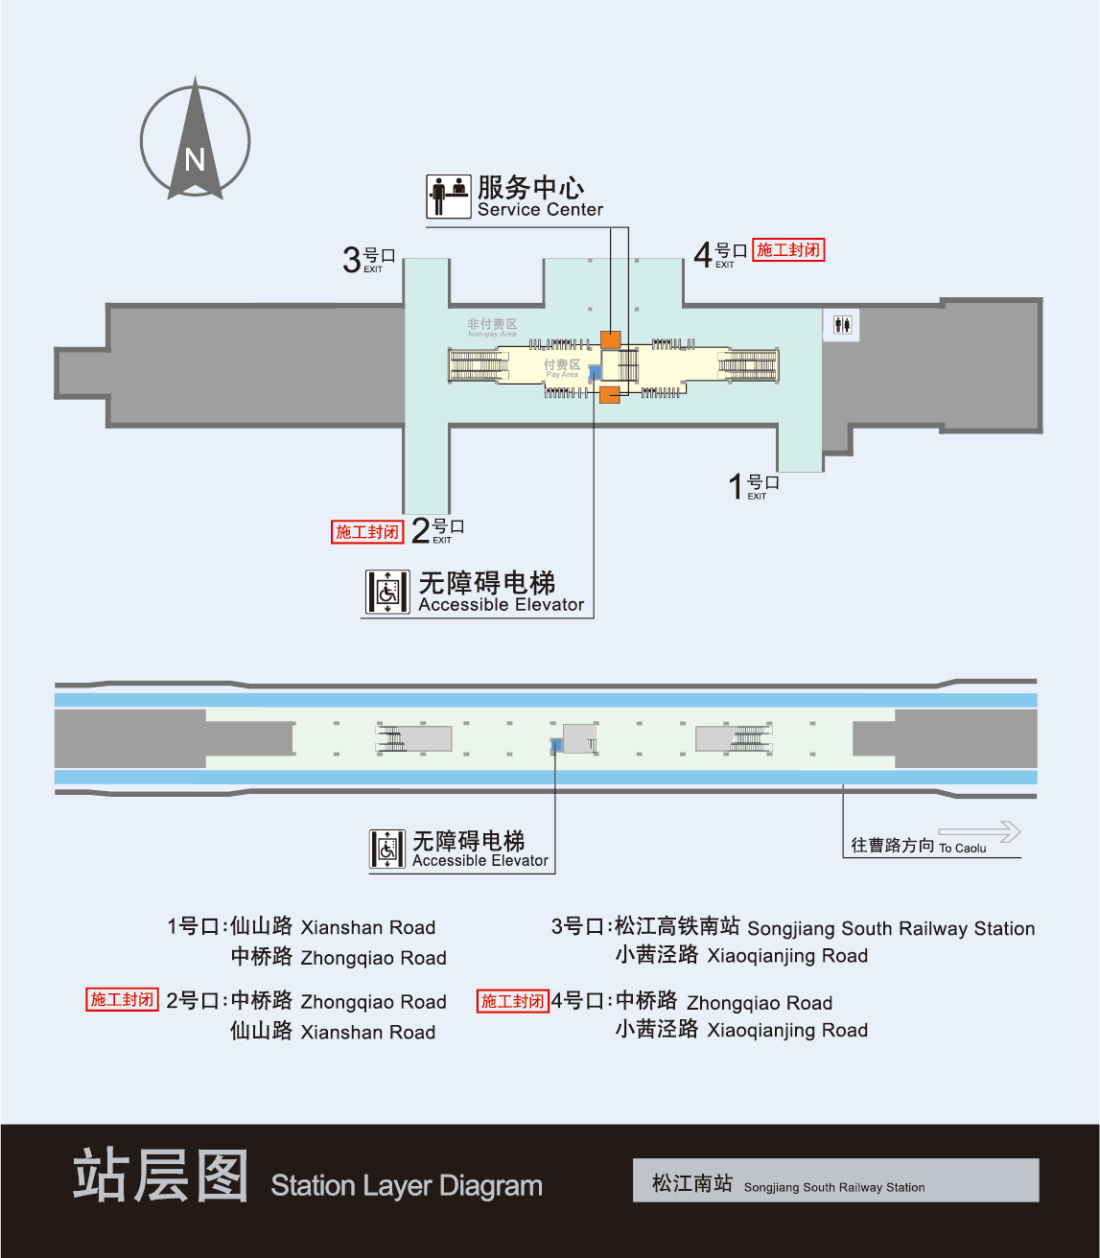 N
服务中心
Service Center
3号口
EXIT
4号口
EXIT
施工封闭
非付费区
Non-pay Area
付费区
Pay Area
1号口
EXIT
施工封闭
2号口
EXIT
无障碍电梯
Accessible Elevator
无障碍电梯
Accessible Elevator
往曹路方向 To Caolu
1号口:仙山路 Xianshan Road
中桥路 Zhongqiao Road
施工封闭 2号口:中桥路 Zhongqiao Road
仙山路 Xianshan Road
3号口:松江高铁南站 Songjiang South Railway Station
小茜泾路 Xiaoqianjing Road
施工封闭 4号口:中桥路 Zhongqiao Road
小茜泾路 Xiaoqianjing Road
站层图 Station Layer Diagram
松江南站 Songjiang South Railway Station